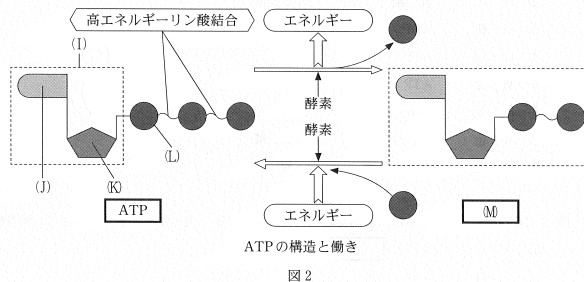 高エネルギーリン酸結合
エネルギー
(I)
酵素
酵素
(J)
(K)
(L)
ATP
エネルギー
(M)
ATPの構造と働き
図2